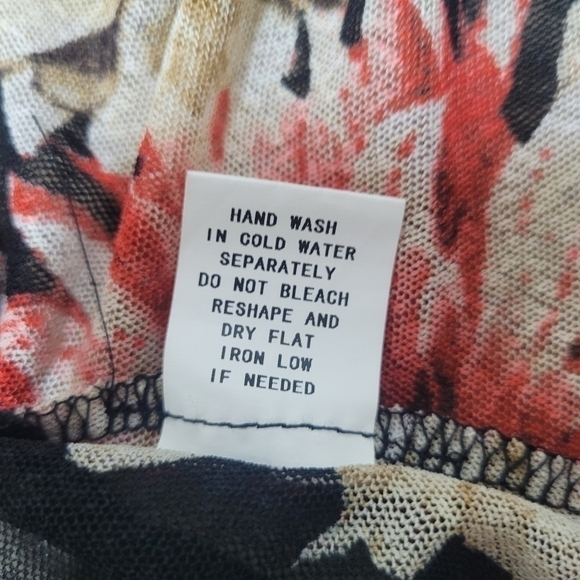 HAND WASH
IN COLD WATER
SEPARATELY
DO NOT BLEACH
RESHAPE AND
DRY FLAT
IRON LOW
IF NEEDED